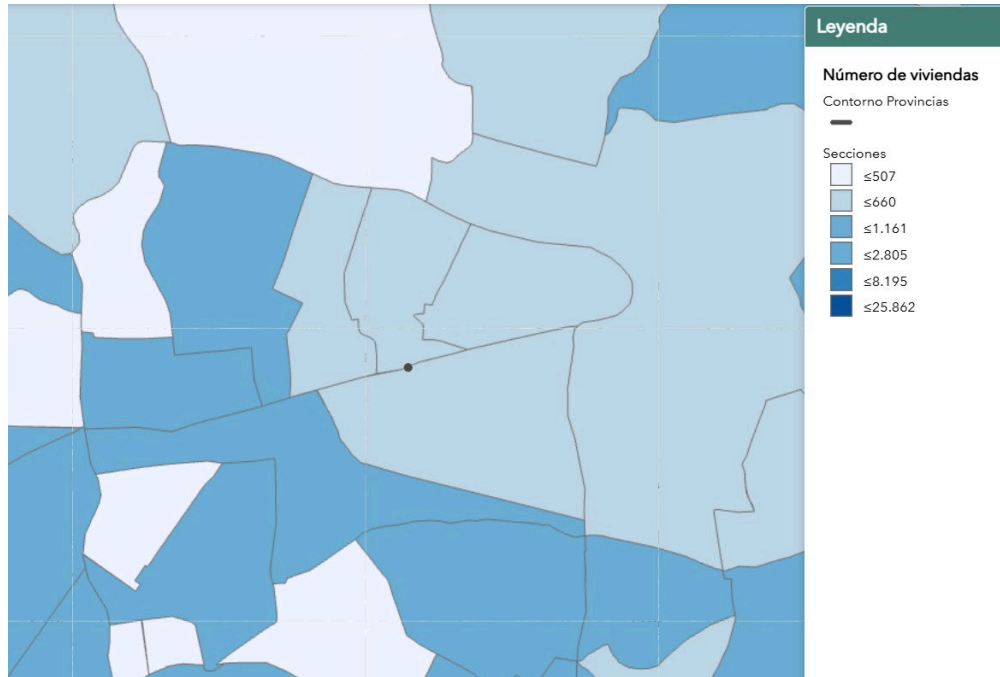 Leyenda
Número de viviendas
Contorno Provincias
Secciones
≤507
≤660
≤1.161
≤2.805
≤8.195
≤25.862